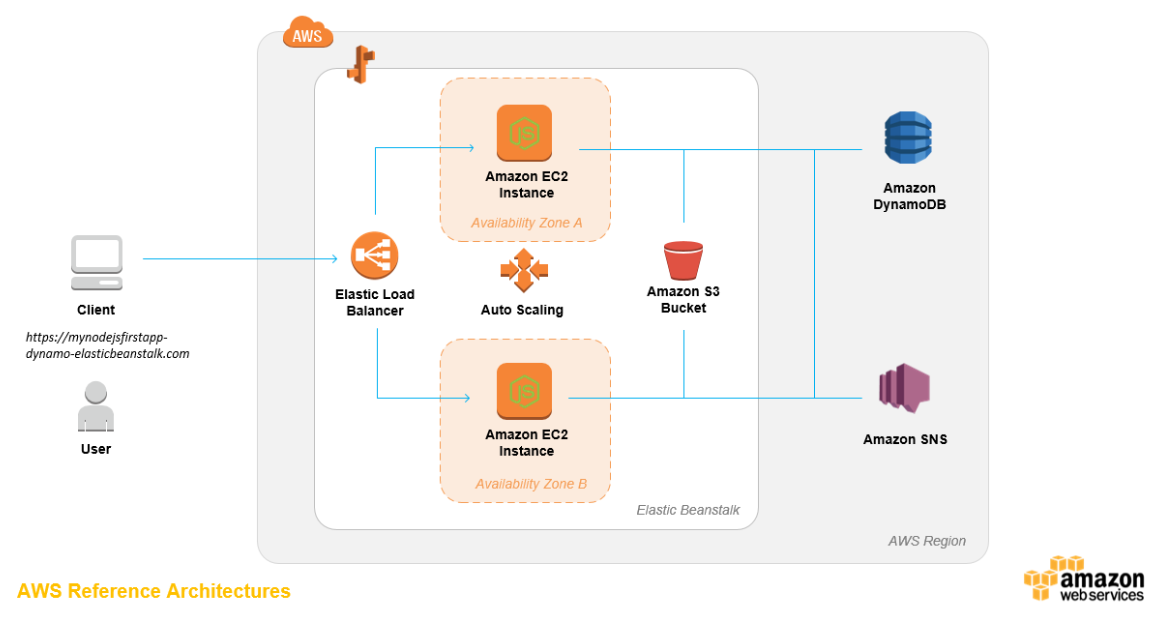 AWS
JS
Amazon EC2
Instance
Availability Zone A
Amazon
DynamoDB
Client
https://mynodejsfirstapp-
dynamo-elasticbeanstalk.com
User
Elastic Load
Balancer
Auto Scaling
Amazon S3
Bucket
JS
Amazon EC2
Instance
Availability Zone B
Amazon SNS
Elastic Beanstalk
AWS Region
AWS Reference Architectures
amazon
web services